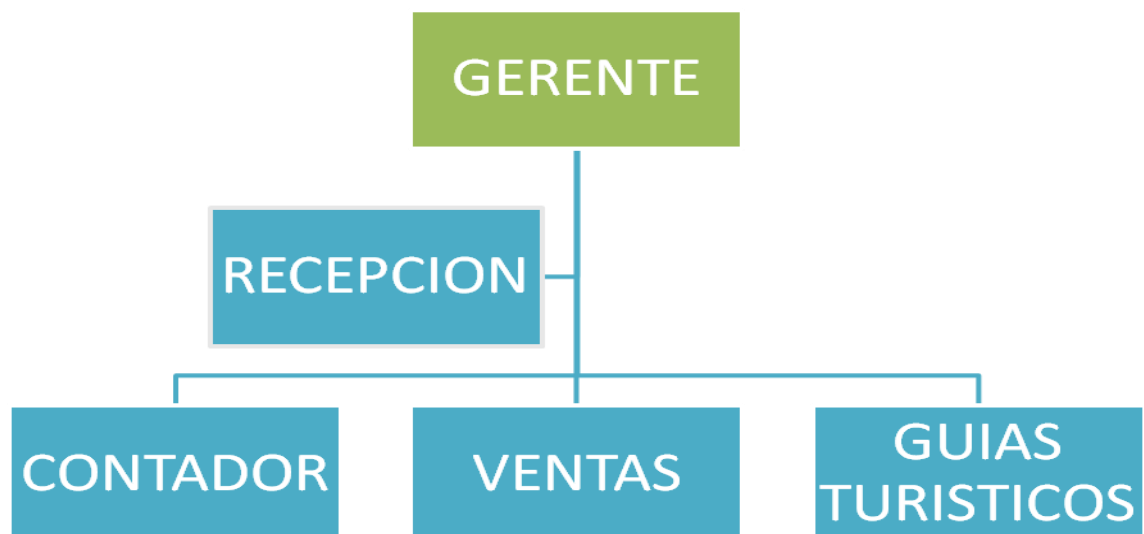 GERENTE
RECEPCION
CONTADOR
VENTAS
GUIAS
TURISTICOS